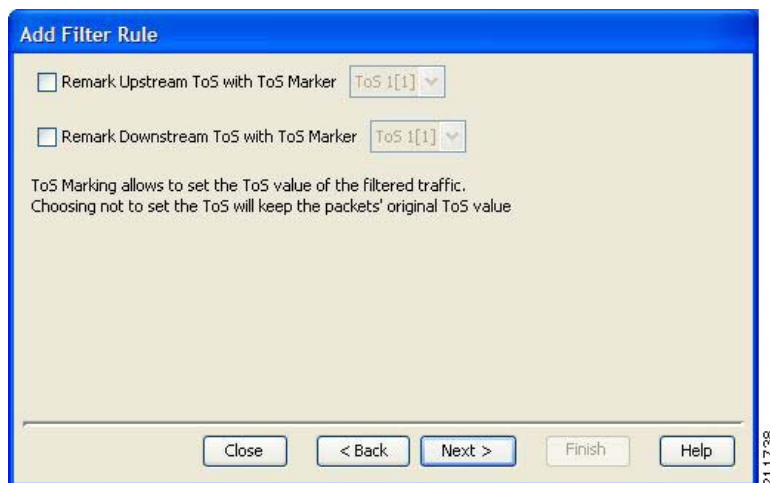 Add Filter Rule
Remark Upstream ToS with ToS Marker ToS 1[1]
Remark Downstream ToS with ToS Marker ToS 1[1]
ToS Marking allows to set the ToS value of the filtered traffic.
Choosing not to set the ToS will keep the packets' original ToS value
Close < Back Next > Finish Help
211738